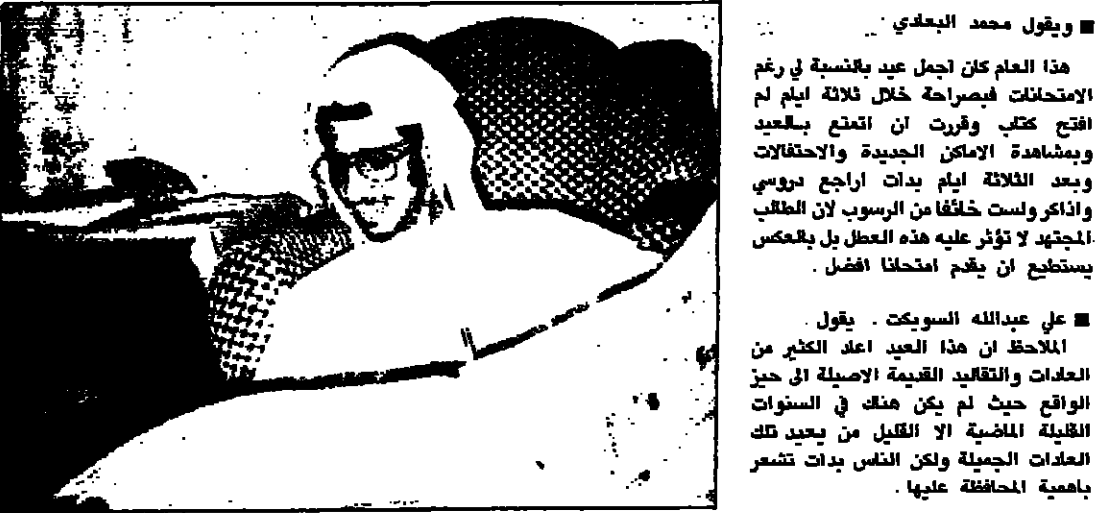 ■ ويقول محمد البعادي
هذا العام كان اجمل عيد بالنسبة لي رغم
الامتحانات فبصراحة خلال ثلاثة ايام لم
افتح كتاب وقررت ان اتمتع بالعيد
وبمشاهدة الاماكن الجديدة والاحتفالات
وبعد الثلاثة ايام بدات اراجع دروسي
واذاكر ولست خائفا من الرسوب لان الطالب
المجتهد لا تؤثر عليه هذه العطل بل بالعكس
يستطيع ان يقدم امتحانا افضل .
■ علي عبدالله السويكت . يقول .
الملاحظ ان هذا العيد اعاد الكثير من
العادات والتقاليد القديمة الاصيلة الى حيز
الواقع حيث لم يكن هناك في السنوات
القليلة الماضية الا القليل من يعيد تلك
العادات الجميلة ولكن الناس بدات تشعر
باهمية المحافظة عليها .